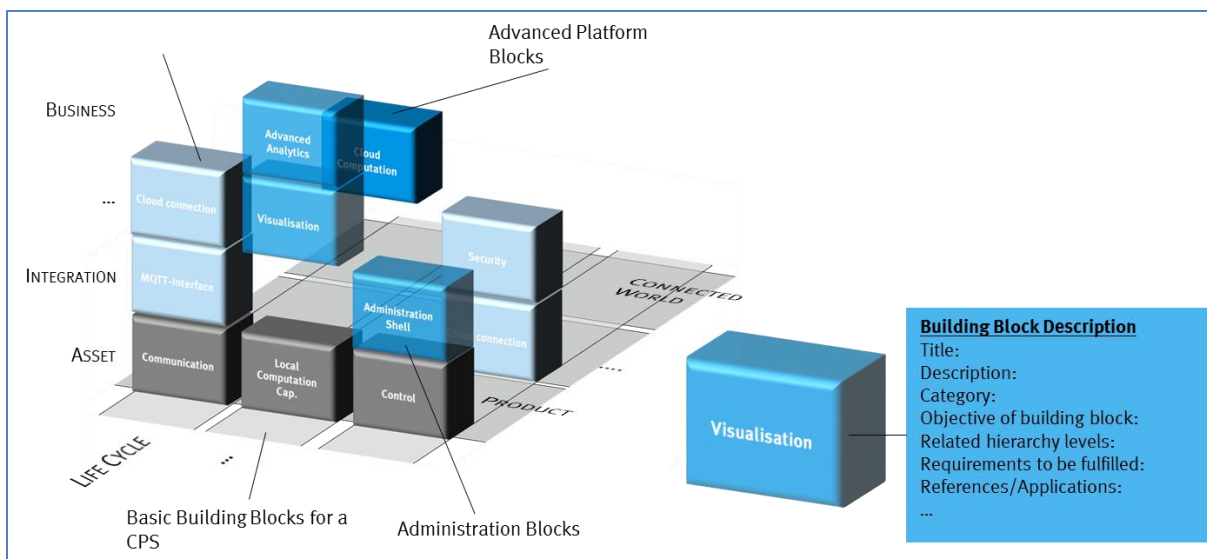 Advanced Platform
Blocks
BUSINESS
Advanced
Analytics
Cloud
Computation
Cloud connection
...
Visualisation
Security
INTEGRATION
MQTT-Interface
CONNECTED
WORLD
Administration
Shell
Cloud connection
ASSET
Communication
Local
Computation
Cap.
Control
....
PRODUCT
LIFE CYCLE
...
Basic Building Blocks for a
CPS
Administration Blocks
Visualisation
Building Block Description
Title:
Description:
Category:
Objective of building block:
Related hierarchy levels:
Requirements to be fulfilled:
References/Applications:
...